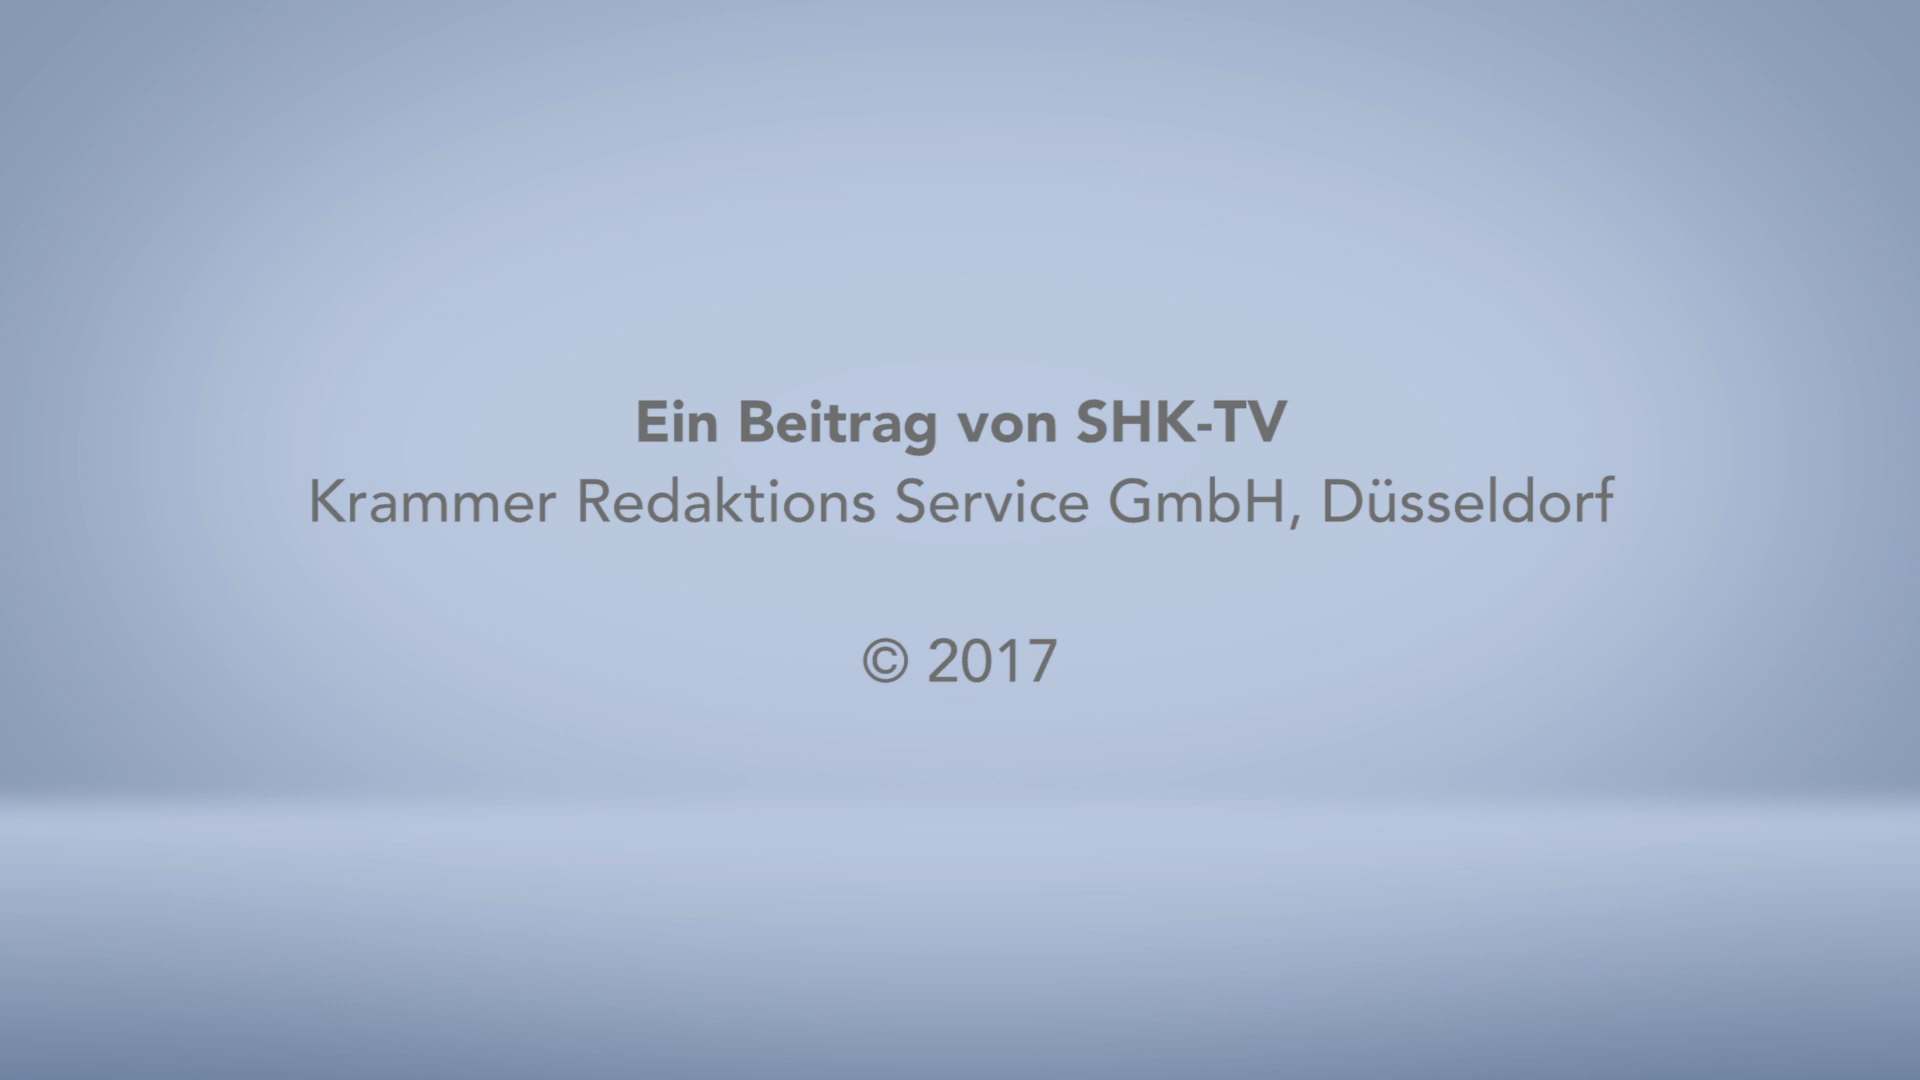 Ein Beitrag von SHK-TV
Krammer Redaktions Service GmbH, Düsseldorf
© 2017